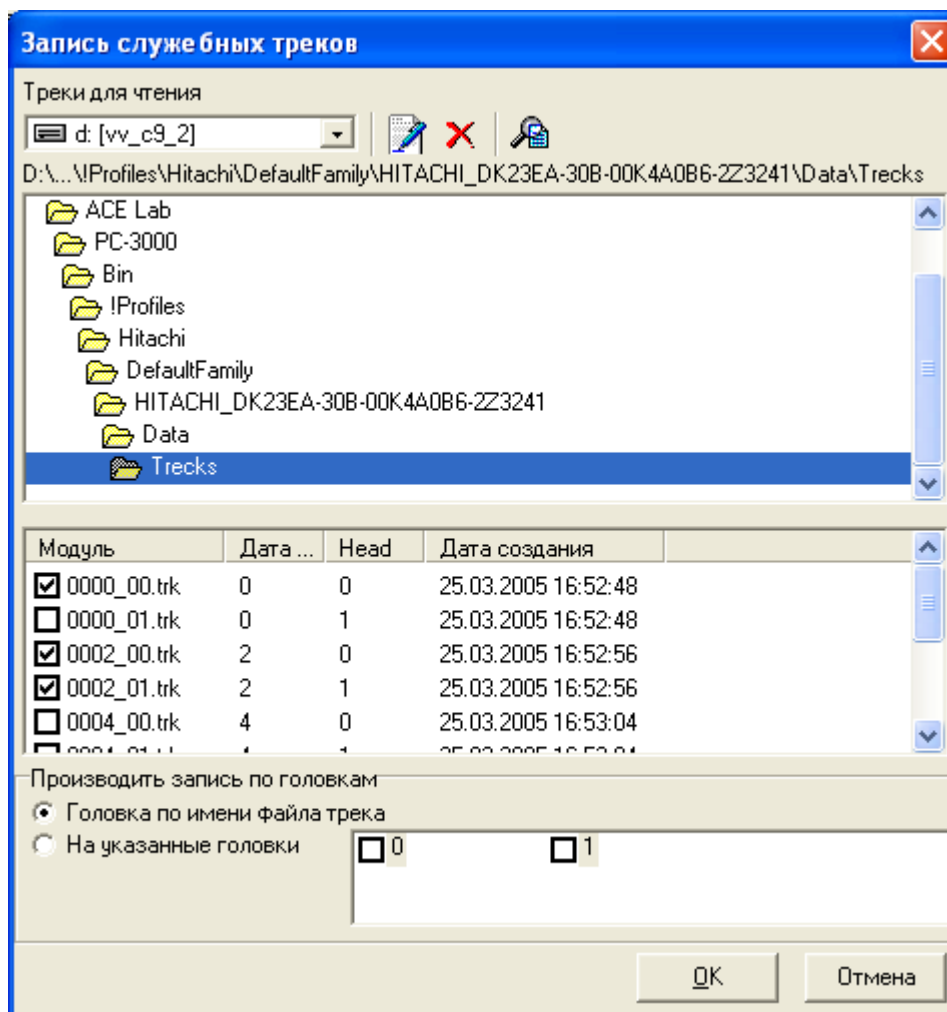 Запись служебных треков
Треки для чтения
d: [vv_c9_2]
D:\...\!Profiles\Hitachi\DefaultFamily\HITACHI_DK23EA-30B-00K4A0B6-2Z3241\Data\Trecks
ACE Lab
PC-3000
Bin
!Profiles
Hitachi
DefaultFamily
HITACHI_DK23EA-30B-00K4A0B6-2Z3241
Data
Trecks
Модуль Дата ... Head Дата создания
0000_00.trk 0 0 25.03.2005 16:52:48
0000_01.trk 0 1 25.03.2005 16:52:48
0002_00.trk 2 0 25.03.2005 16:52:56
0002_01.trk 2 1 25.03.2005 16:52:56
0004_00.trk 4 0 25.03.2005 16:53:04
Производить запись по головкам
Головка по имени файла трека
На указанные головки 0 1
OK Отмена